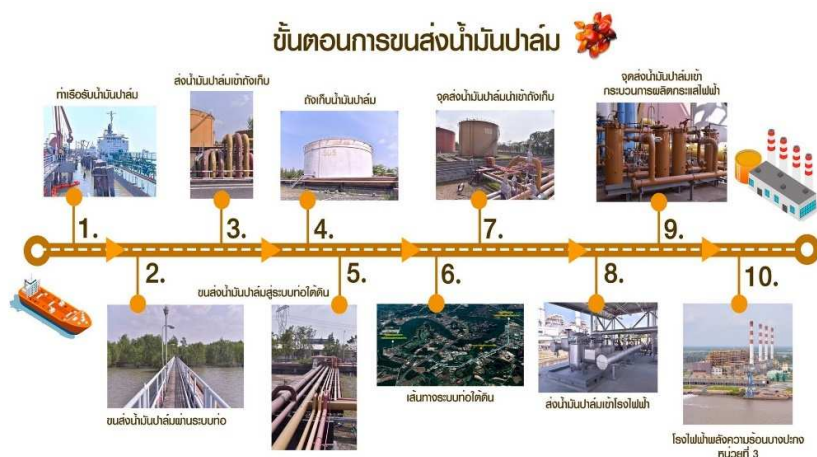 ขั้นตอนการขนส่งน้ำมันปาล์ม
ท่าเรือรับน้ำมันปาล์ม
1.
ขนส่งน้ำมันปาล์มผ่านระบบท่อ
2.
ส่งน้ำมันปาล์มเข้าถังเก็บ
3.
ถังเก็บน้ำมันปาล์ม
4.
ขนส่งน้ำมันปาล์มสู่ระบบท่อใต้ดิน
5.
เส้นทางระบบท่อใต้ดิน
6.
จุดส่งน้ำมันปาล์มนำเข้าถังเก็บ
7.
ส่งน้ำมันปาล์มเข้าโรงไฟฟ้า
8.
จุดส่งน้ำมันปาล์มเข้า
กระบวนการผลิตกระแสไฟฟ้า
9.
10.
โรงไฟฟ้าพลังความร้อนบางปะกง
หน่วยที่ 3